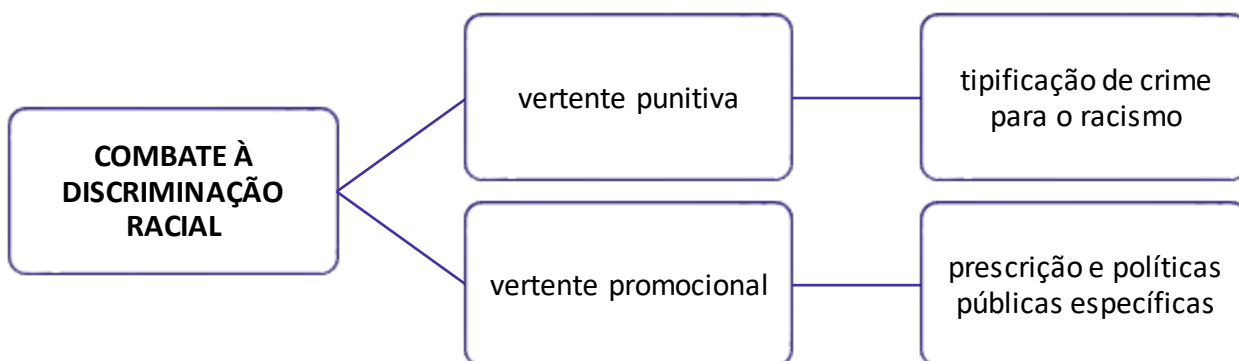 COMBATE À
DISCRIMINAÇÃO
RACIAL
vertente punitiva
tipificação de crime
para o racismo
vertente promocional
prescrição e políticas
públicas específicas